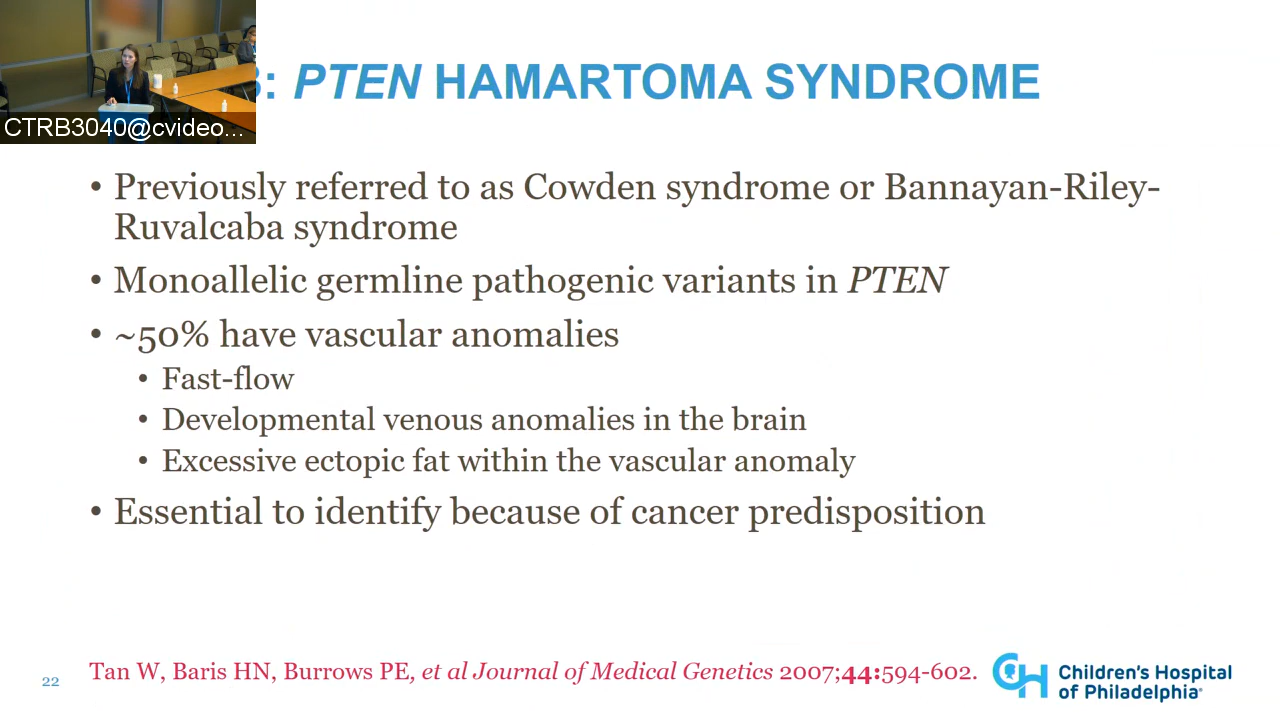 : PTEN HAMARTOMA SYNDROME
CTRB3040@cvideo...
• Previously referred to as Cowden syndrome or Bannayan-Riley-
Ruvalcaba syndrome
• Monoallelic germline pathogenic variants in PTEN
• ~50% have vascular anomalies
• Fast-flow
• Developmental venous anomalies in the brain
• Excessive ectopic fat within the vascular anomaly
• Essential to identify because of cancer predisposition
22
Tan W, Baris HN, Burrows PE, et al Journal of Medical Genetics 2007;44:594-602.
CH Children's Hospital
of Philadelphia®